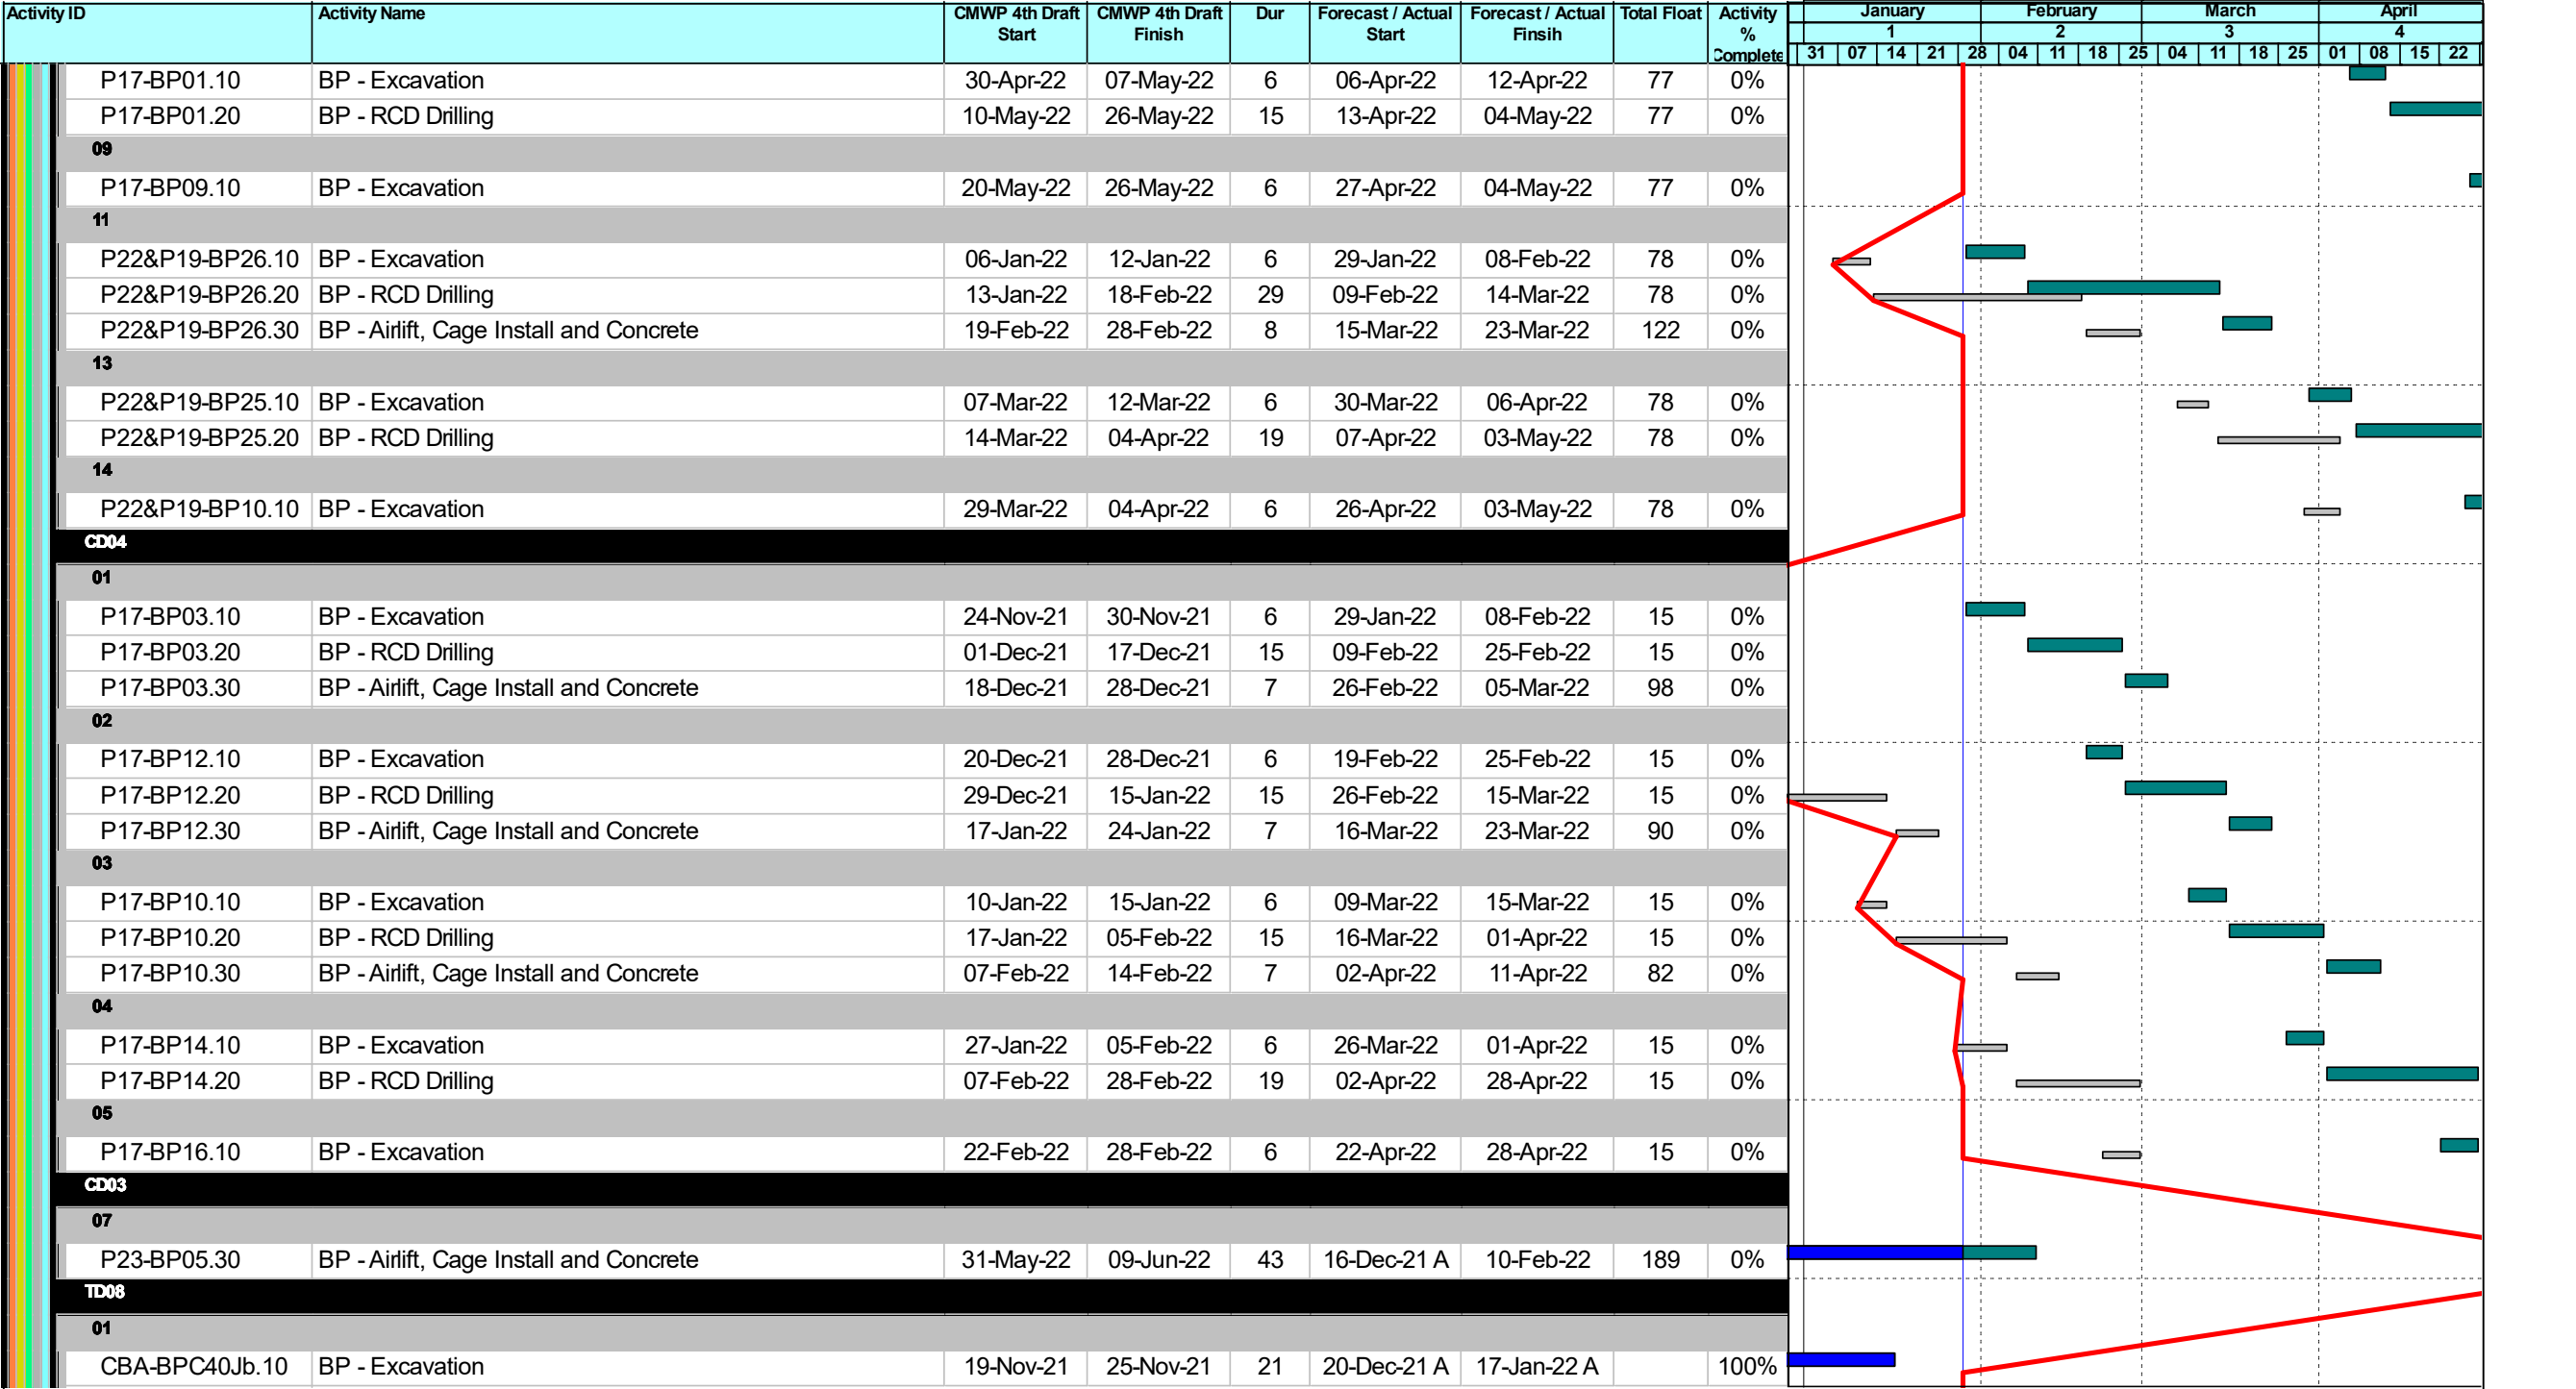 Activity ID Activity Name CMWP 4th Draft Start CMWP 4th Draft Finish Dur Forecast / Actual Start Forecast / Actual Finsih Total Float Activity % Complete
January February March April
1 2 3 4
31 07 14 21 28 04 11 18 25 04 11 18 25 01 08 15 22
P17-BP01.10 BP - Excavation 30-Apr-22 07-May-22 6 06-Apr-22 12-Apr-22 77 0%
P17-BP01.20 BP - RCD Drilling 10-May-22 26-May-22 15 13-Apr-22 04-May-22 77 0%
09
P17-BP09.10 BP - Excavation 20-May-22 26-May-22 6 27-Apr-22 04-May-22 77 0%
11
P22&P19-BP26.10 BP - Excavation 06-Jan-22 12-Jan-22 6 29-Jan-22 08-Feb-22 78 0%
P22&P19-BP26.20 BP - RCD Drilling 13-Jan-22 18-Feb-22 29 09-Feb-22 14-Mar-22 78 0%
P22&P19-BP26.30 BP - Airlift, Cage Install and Concrete 19-Feb-22 28-Feb-22 8 15-Mar-22 23-Mar-22 122 0%
13
P22&P19-BP25.10 BP - Excavation 07-Mar-22 12-Mar-22 6 30-Mar-22 06-Apr-22 78 0%
P22&P19-BP25.20 BP - RCD Drilling 14-Mar-22 04-Apr-22 19 07-Apr-22 03-May-22 78 0%
14
P22&P19-BP10.10 BP - Excavation 29-Mar-22 04-Apr-22 6 26-Apr-22 03-May-22 78 0%
CD04
01
P17-BP03.10 BP - Excavation 24-Nov-21 30-Nov-21 6 29-Jan-22 08-Feb-22 15 0%
P17-BP03.20 BP - RCD Drilling 01-Dec-21 17-Dec-21 15 09-Feb-22 25-Feb-22 15 0%
P17-BP03.30 BP - Airlift, Cage Install and Concrete 18-Dec-21 28-Dec-21 7 26-Feb-22 05-Mar-22 98 0%
02
P17-BP12.10 BP - Excavation 20-Dec-21 28-Dec-21 6 19-Feb-22 25-Feb-22 15 0%
P17-BP12.20 BP - RCD Drilling 29-Dec-21 15-Jan-22 15 26-Feb-22 15-Mar-22 15 0%
P17-BP12.30 BP - Airlift, Cage Install and Concrete 17-Jan-22 24-Jan-22 7 16-Mar-22 23-Mar-22 90 0%
03
P17-BP10.10 BP - Excavation 10-Jan-22 15-Jan-22 6 09-Mar-22 15-Mar-22 15 0%
P17-BP10.20 BP - RCD Drilling 17-Jan-22 05-Feb-22 15 16-Mar-22 01-Apr-22 15 0%
P17-BP10.30 BP - Airlift, Cage Install and Concrete 07-Feb-22 14-Feb-22 7 02-Apr-22 11-Apr-22 82 0%
04
P17-BP14.10 BP - Excavation 27-Jan-22 05-Feb-22 6 26-Mar-22 01-Apr-22 15 0%
P17-BP14.20 BP - RCD Drilling 07-Feb-22 28-Feb-22 19 02-Apr-22 28-Apr-22 15 0%
05
P17-BP16.10 BP - Excavation 22-Feb-22 28-Feb-22 6 22-Apr-22 28-Apr-22 15 0%
CD03
07
P23-BP05.30 BP - Airlift, Cage Install and Concrete 31-May-22 09-Jun-22 43 16-Dec-21 A 10-Feb-22 189 0%
TD08
01
CBA-BPC40Jb.10 BP - Excavation 19-Nov-21 25-Nov-21 21 20-Dec-21 A 17-Jan-22 A 100%